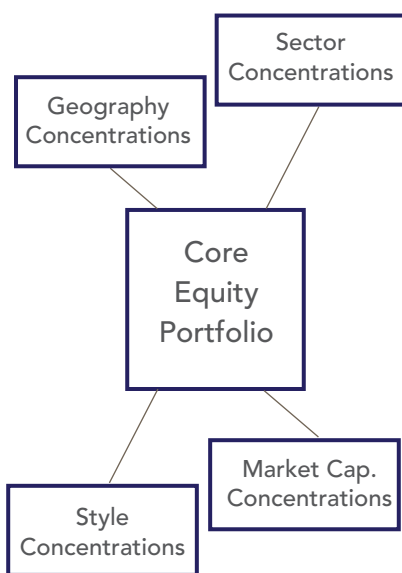 Sector
Concentrations
Geography
Concentrations
Core
Equity
Portfolio
Market Cap.
Concentrations
Style
Concentrations